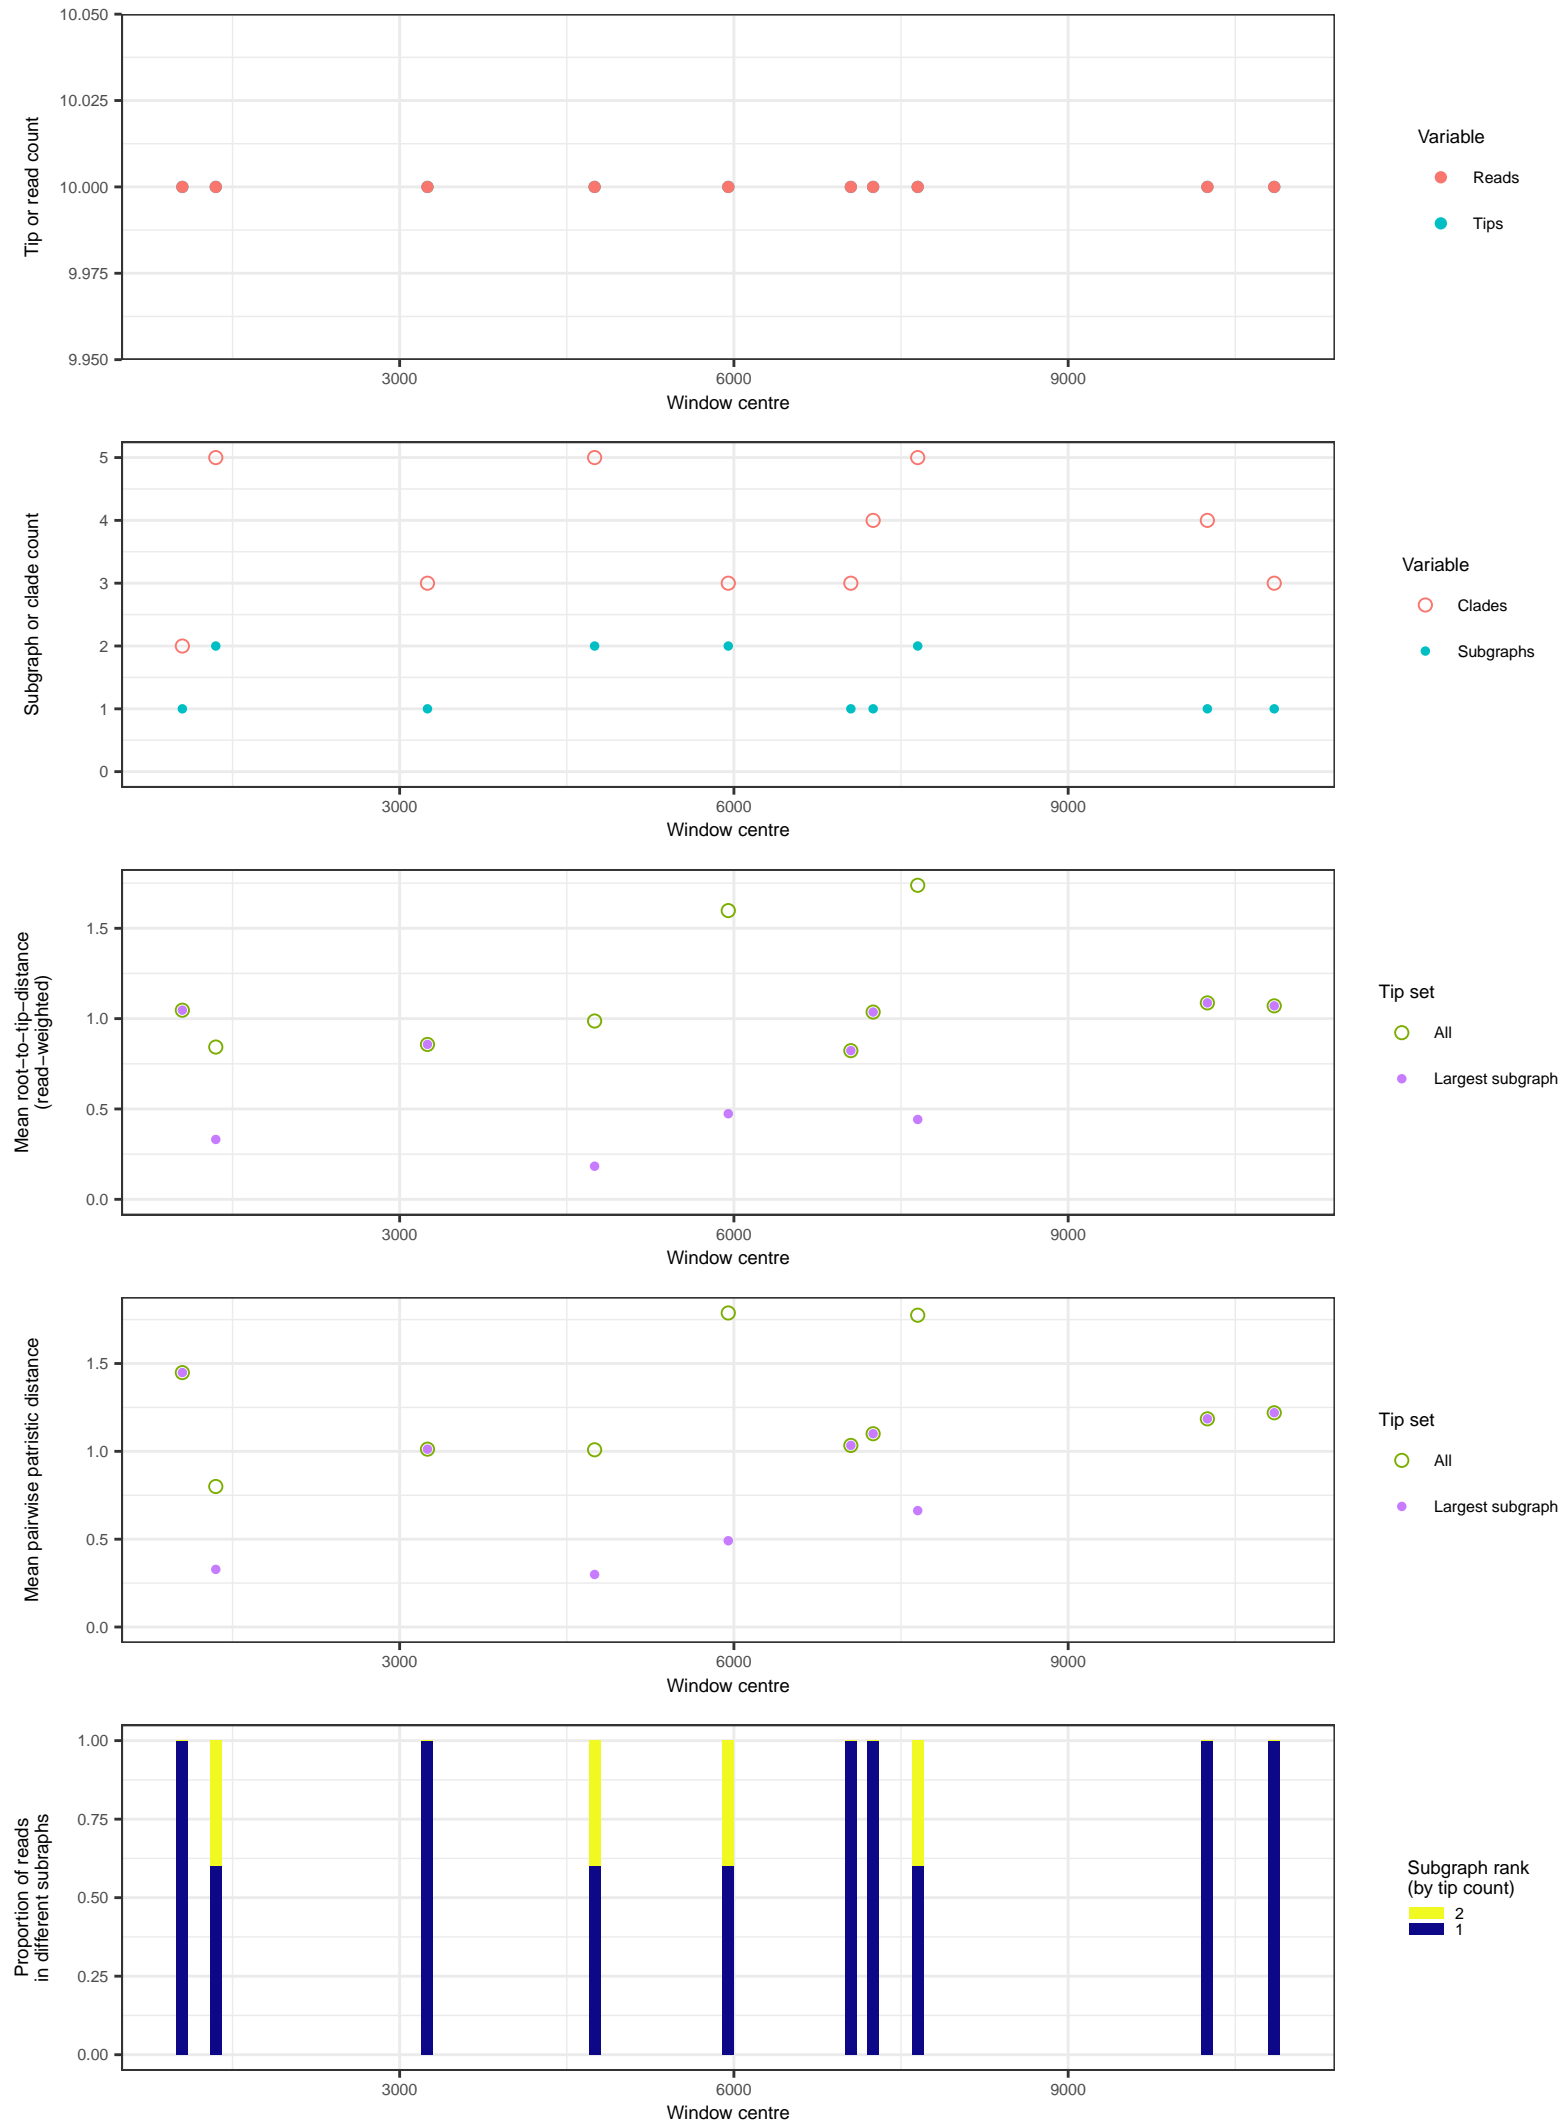 10.050
10.025
10.000
9.975
9.950
Tip or read count
3000
6000
9000
Window centre
Variable
Reads
Tips
5
4
3
2
1
0
Subgraph or clade count
3000
6000
9000
Window centre
Variable
Clades
Subgraphs
1.5
1.0
0.5
0.0
Mean root−to−tip−distance
(read−weighted)
3000
6000
9000
Window centre
Tip set
All
Largest subgraph
1.5
1.0
0.5
0.0
Mean pairwise patristic distance
3000
6000
9000
Window centre
Tip set
All
Largest subgraph
1.00
0.75
0.50
0.25
0.00
Proportion of reads
in different subraphs
3000
6000
9000
Window centre
Subgraph rank
(by tip count)
2
1